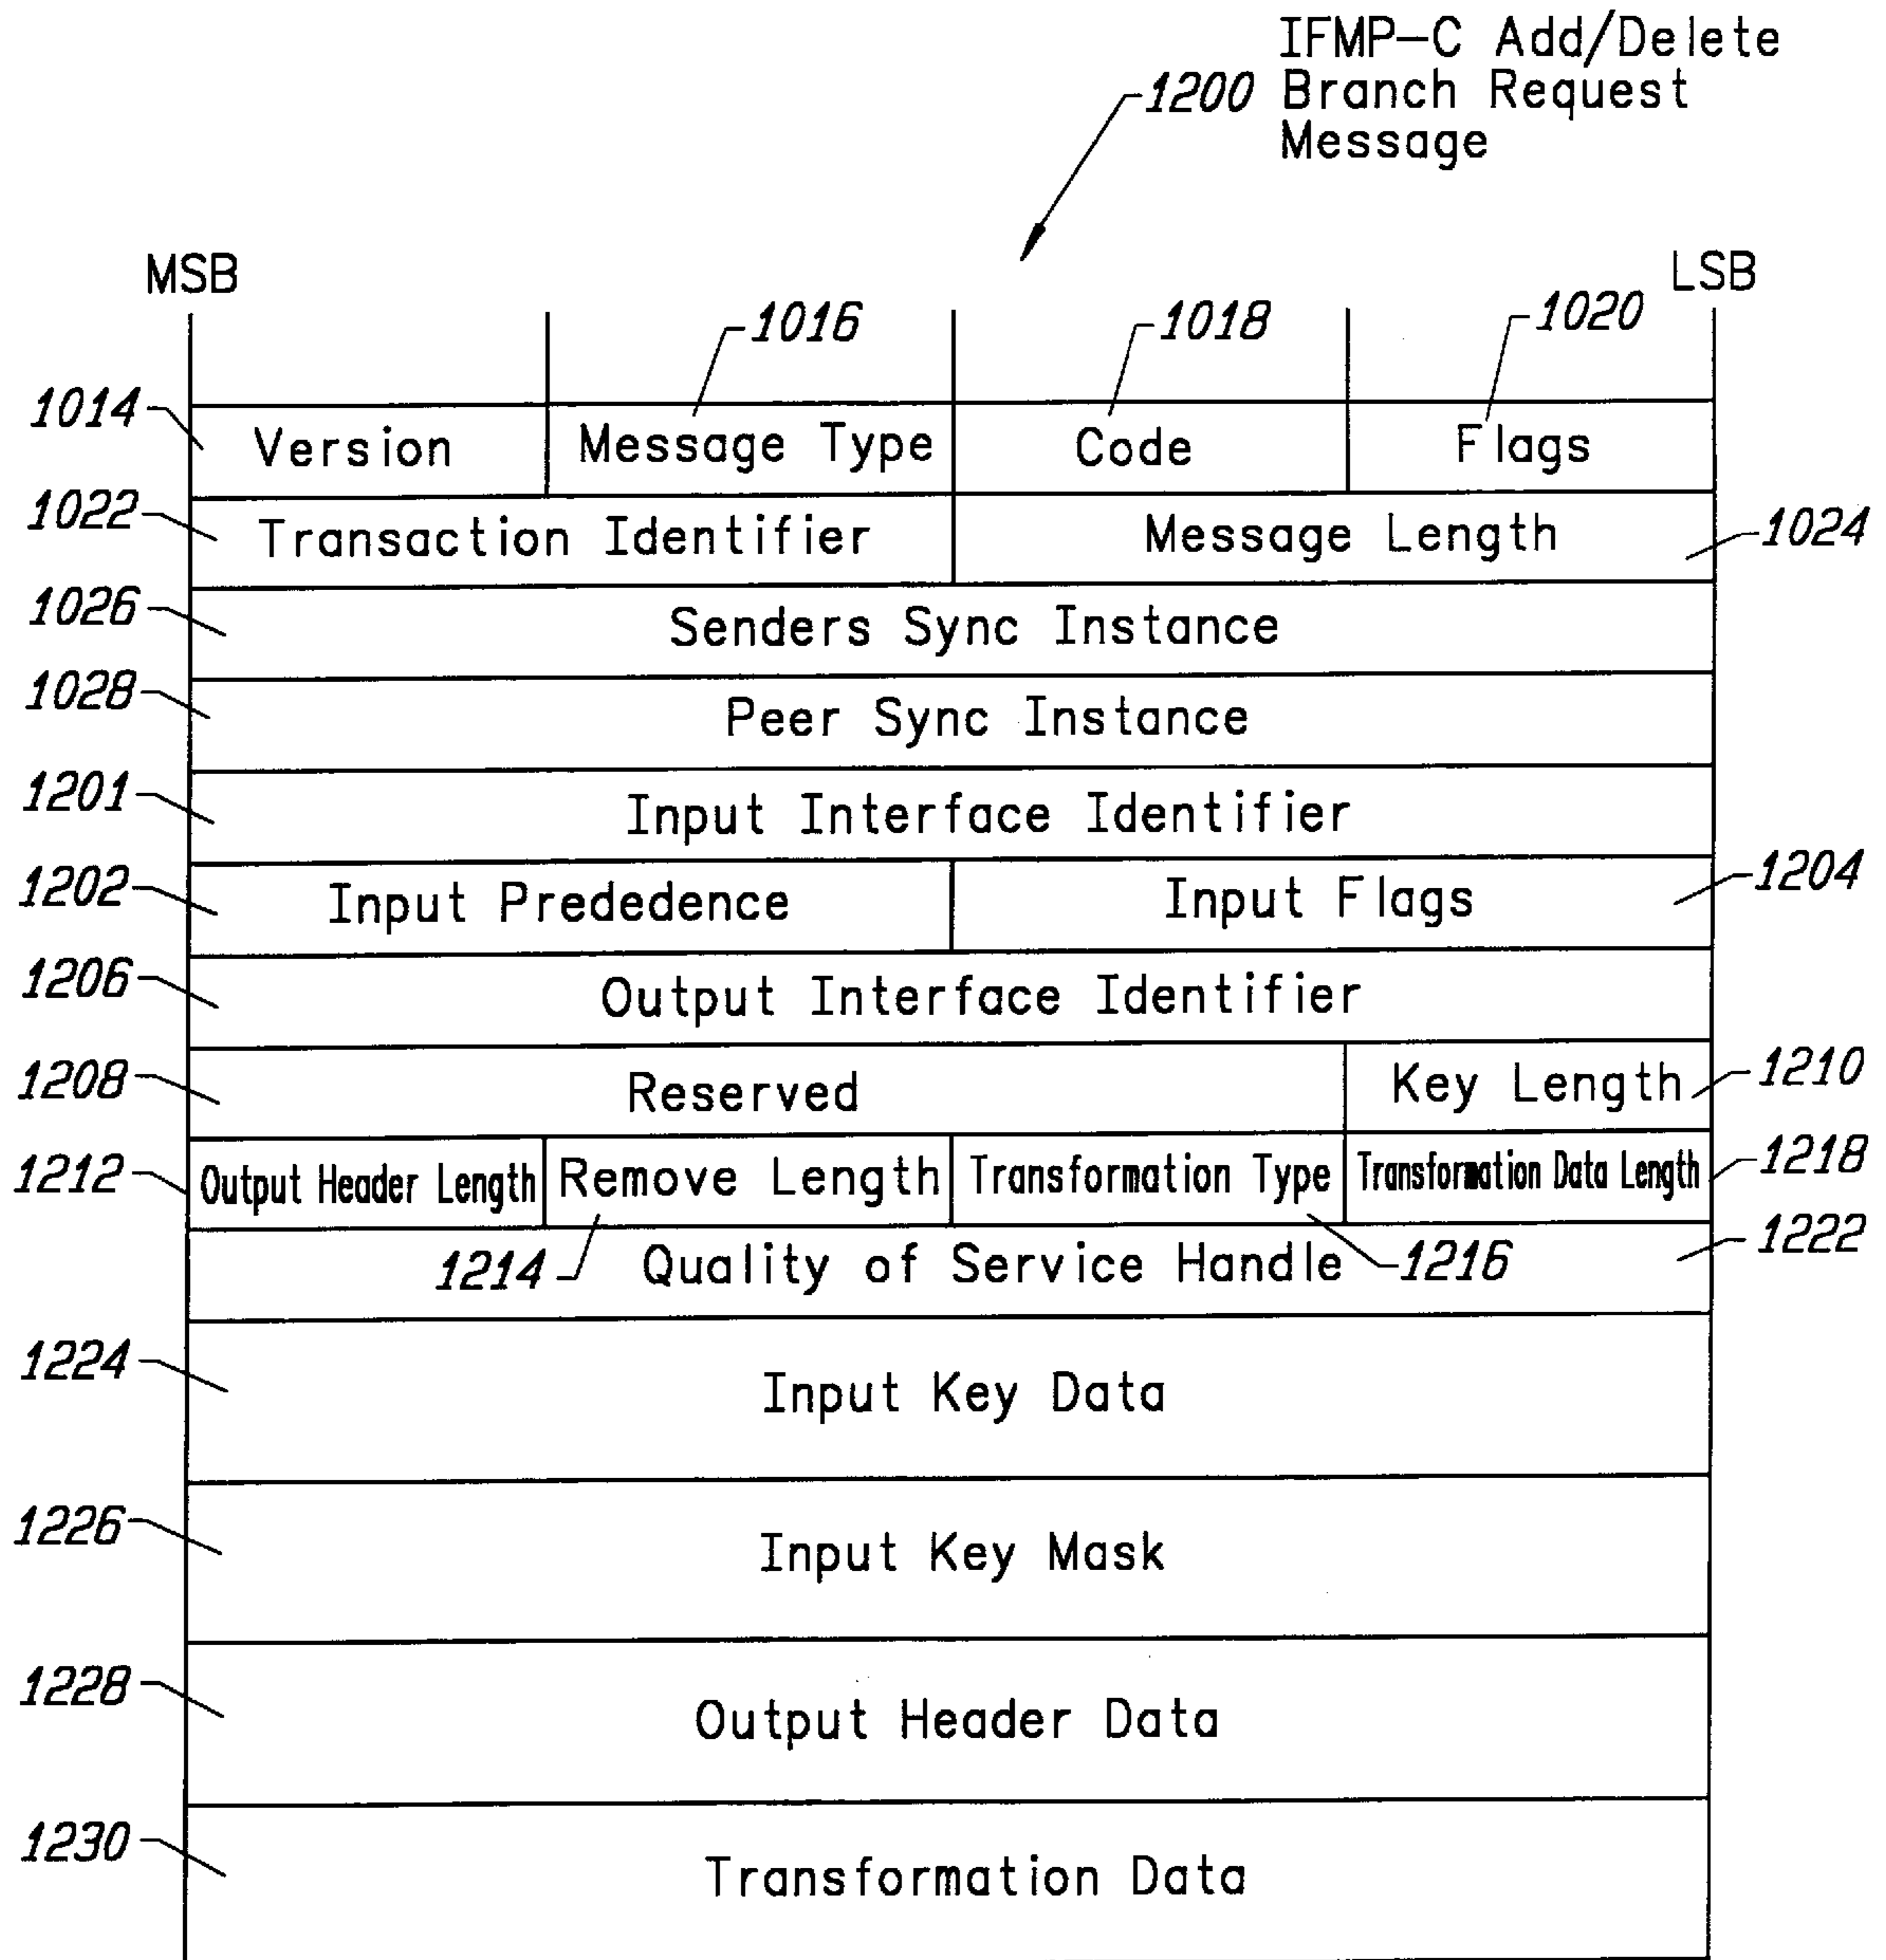 IFMP-C Add/Delete
1200 Branch Request
Message
MSB LSB
1016 1018 1020
1014 Version Message Type Code Flags
1022 Transaction Identifier Message Length 1024
1026 Senders Sync Instance
1028 Peer Sync Instance
1201 Input Interface Identifier
1202 Input Prededence Input Flags 1204
1206 Output Interface Identifier
1208 Reserved Key Length 1210
1212 Output Header Length Remove Length Transformation Type Transformation Data Length 1218
1214 Quality of Service Handle 1216 1222
1224 Input Key Data
1226 Input Key Mask
1228 Output Header Data
1230 Transformation Data